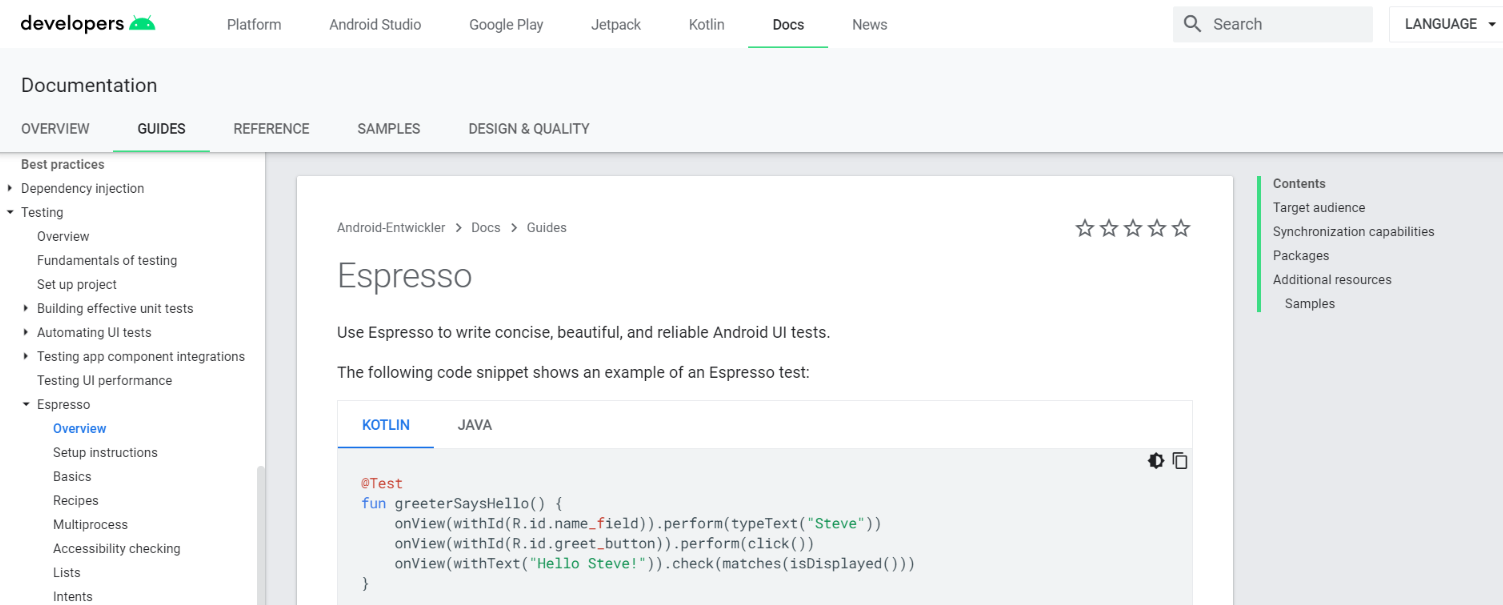 developers
Platform
Android Studio
Google Play
Jetpack
Kotlin
Docs
News
Search
LANGUAGE
Documentation
OVERVIEW
GUIDES
REFERENCE
SAMPLES
DESIGN & QUALITY
Best practices
Dependency injection
Testing
Overview
Fundamentals of testing
Set up project
Building effective unit tests
Automating UI tests
Testing app component integrations
Testing UI performance
Espresso
Overview
Setup instructions
Basics
Recipes
Multiprocess
Accessibility checking
Lists
Intents
Android-Entwickler > Docs > Guides
Espresso
Use Espresso to write concise, beautiful, and reliable Android UI tests.
The following code snippet shows an example of an Espresso test:
KOTLIN
JAVA
@Test
fun greeterSaysHello() {
    onView(withId(R.id.name_field)).perform(typeText("Steve"))
    onView(withId(R.id.greet_button)).perform(click())
    onView(withText("Hello Steve!")).check(matches(isDisplayed()))
}
Contents
Target audience
Synchronization capabilities
Packages
Additional resources
Samples